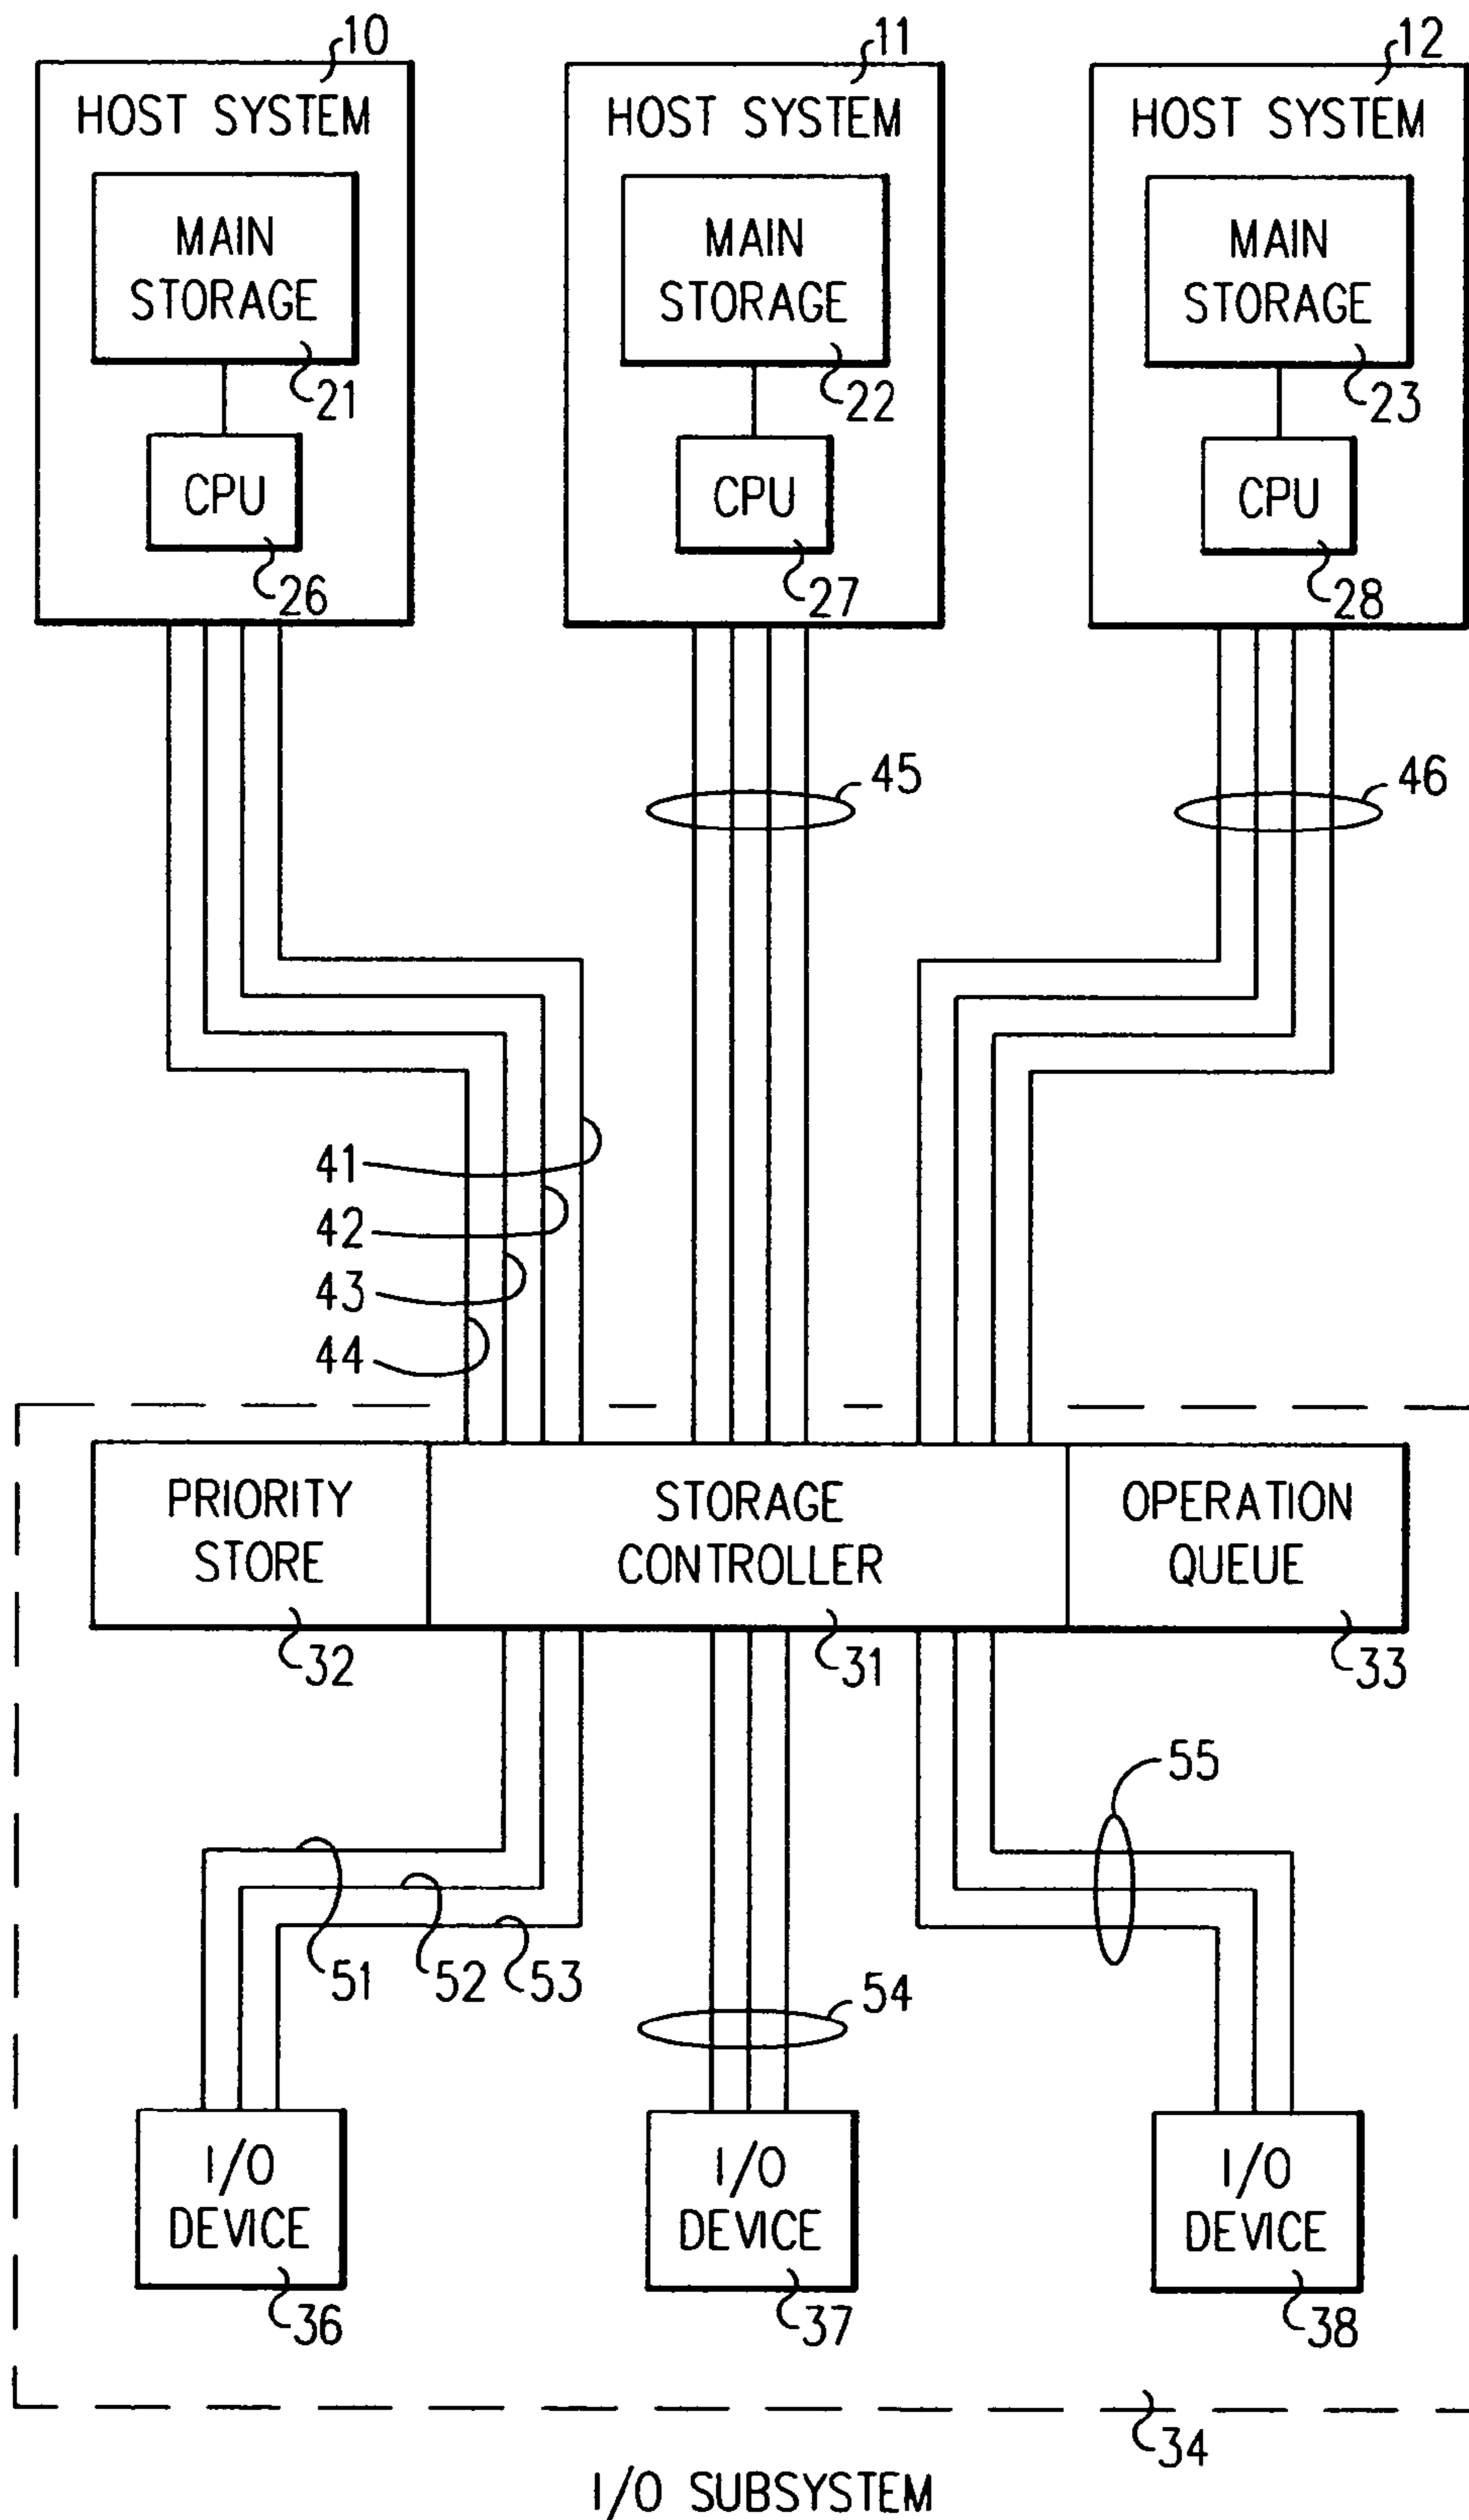 10
11
12
HOST SYSTEM
HOST SYSTEM
HOST SYSTEM
MAIN
STORAGE
MAIN
STORAGE
MAIN
STORAGE
21
22
23
CPU
CPU
CPU
26
27
28
45
46
41
42
43
44
PRIORITY
STORE
STORAGE
CONTROLLER
OPERATION
QUEUE
32
31
33
55
51
52
53
54
I/O
DEVICE
I/O
DEVICE
I/O
DEVICE
36
37
38
34
I/O SUBSYSTEM